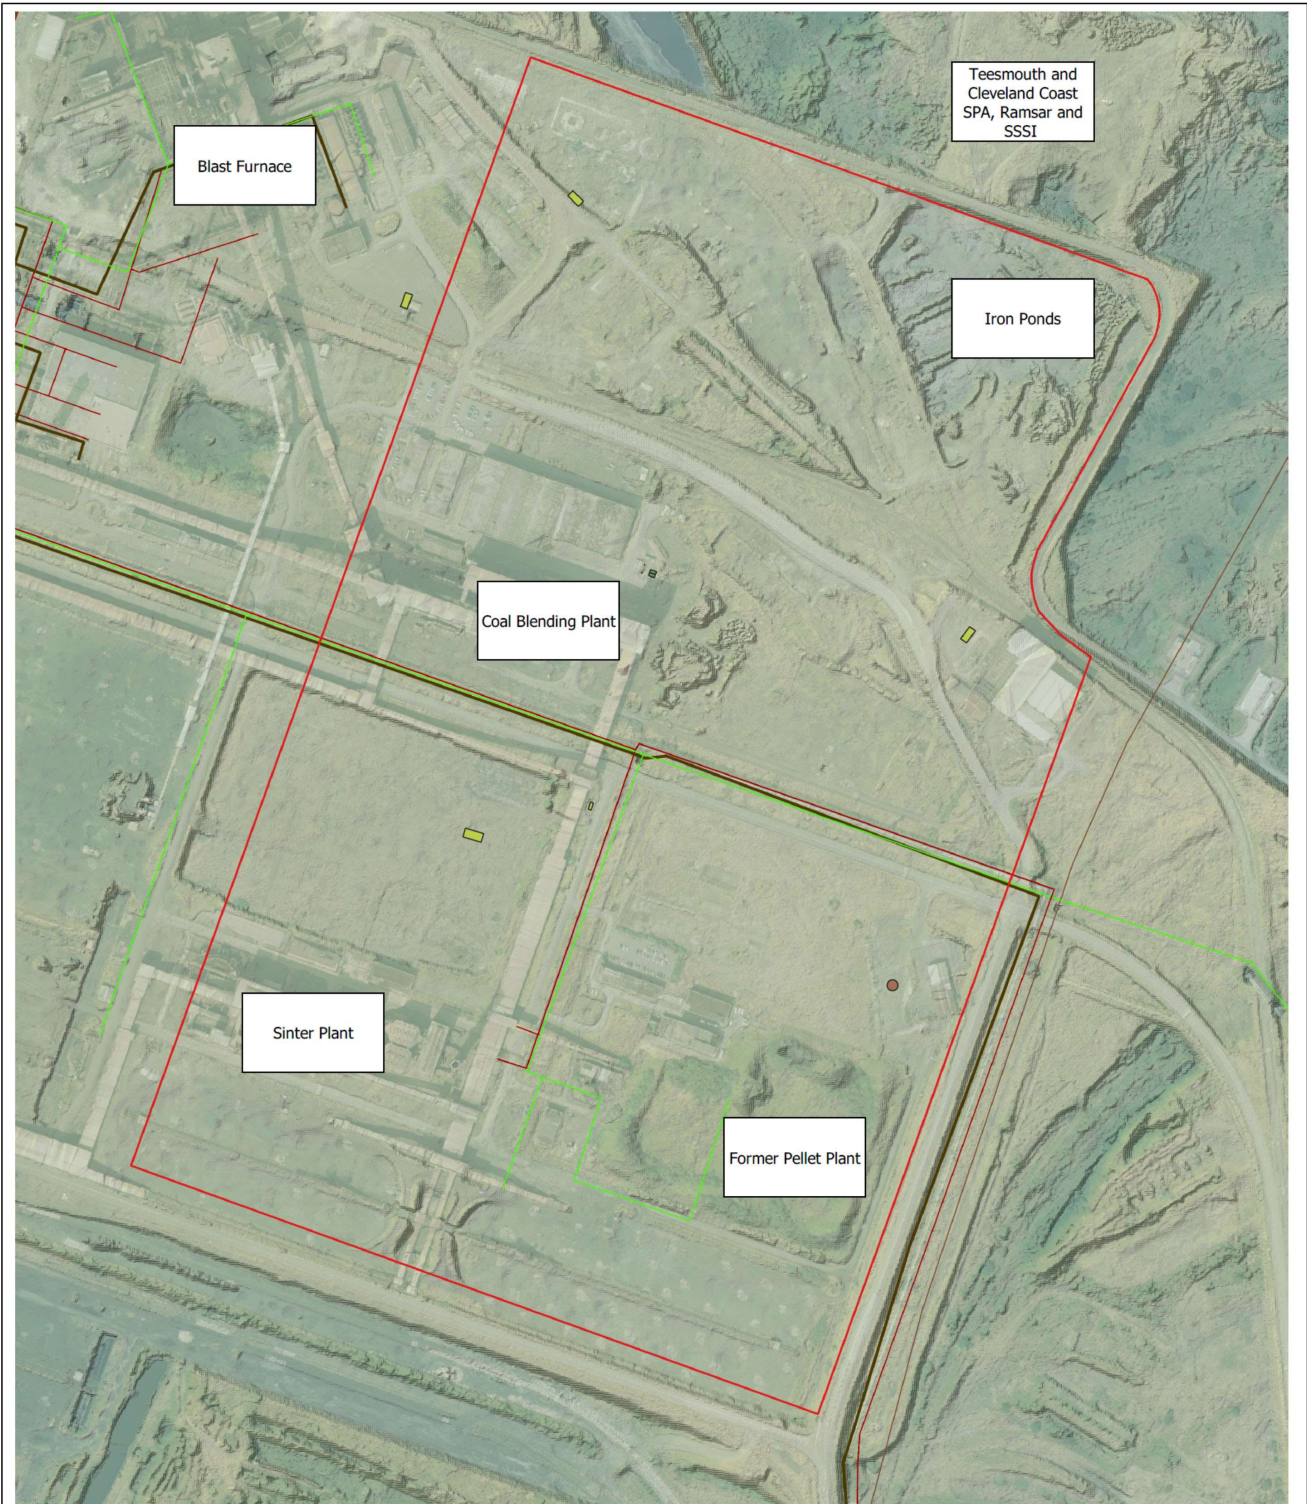 Teesmouth and
Cleveland Coast
SPA, Ramsar and
SSSI
Blast Furnace
Iron Ponds
Coal Blending Plant
Sinter Plant
Former Pellet Plant